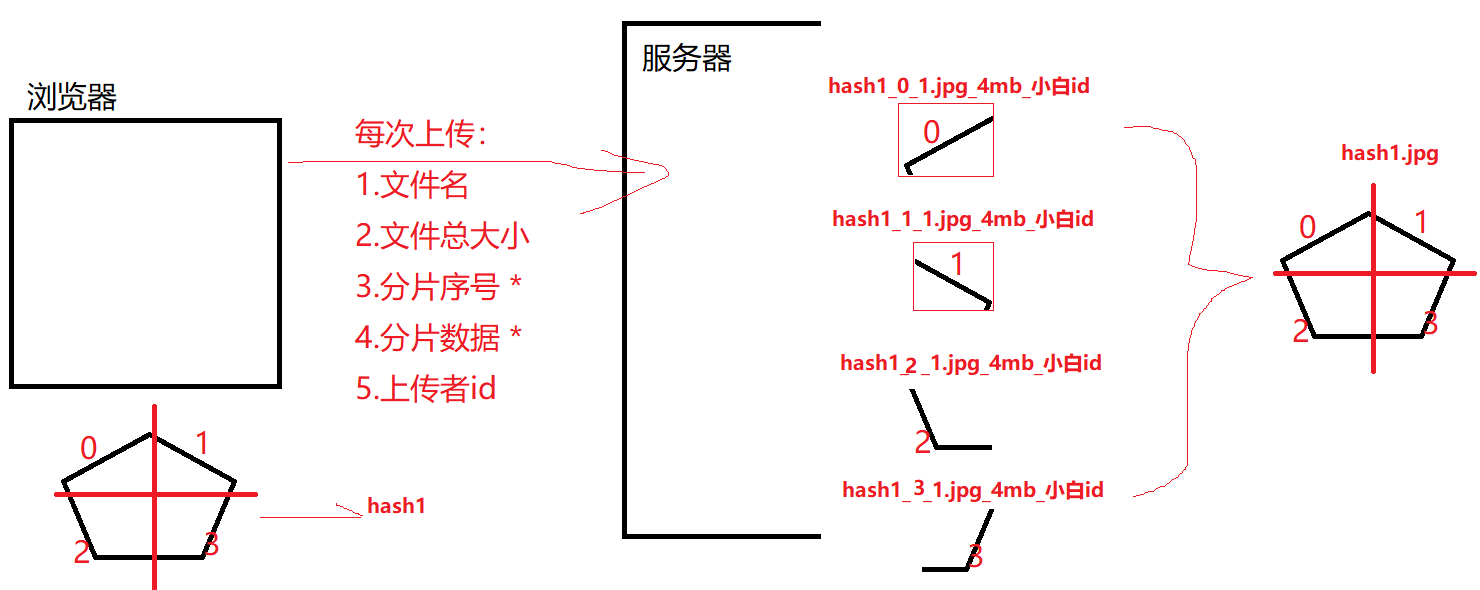 浏览器
每次上传：
1.文件名
2.文件总大小
3.分片序号 *
4.分片数据 *
5.上传者id
0
1
2
3
hash1
服务器
hash1_0_1.jpg_4mb_小白id
0
hash1_1_1.jpg_4mb_小白id
1
hash1_2_1.jpg_4mb_小白id
2
hash1_3_1.jpg_4mb_小白id
3
hash1.jpg
0
1
2
3